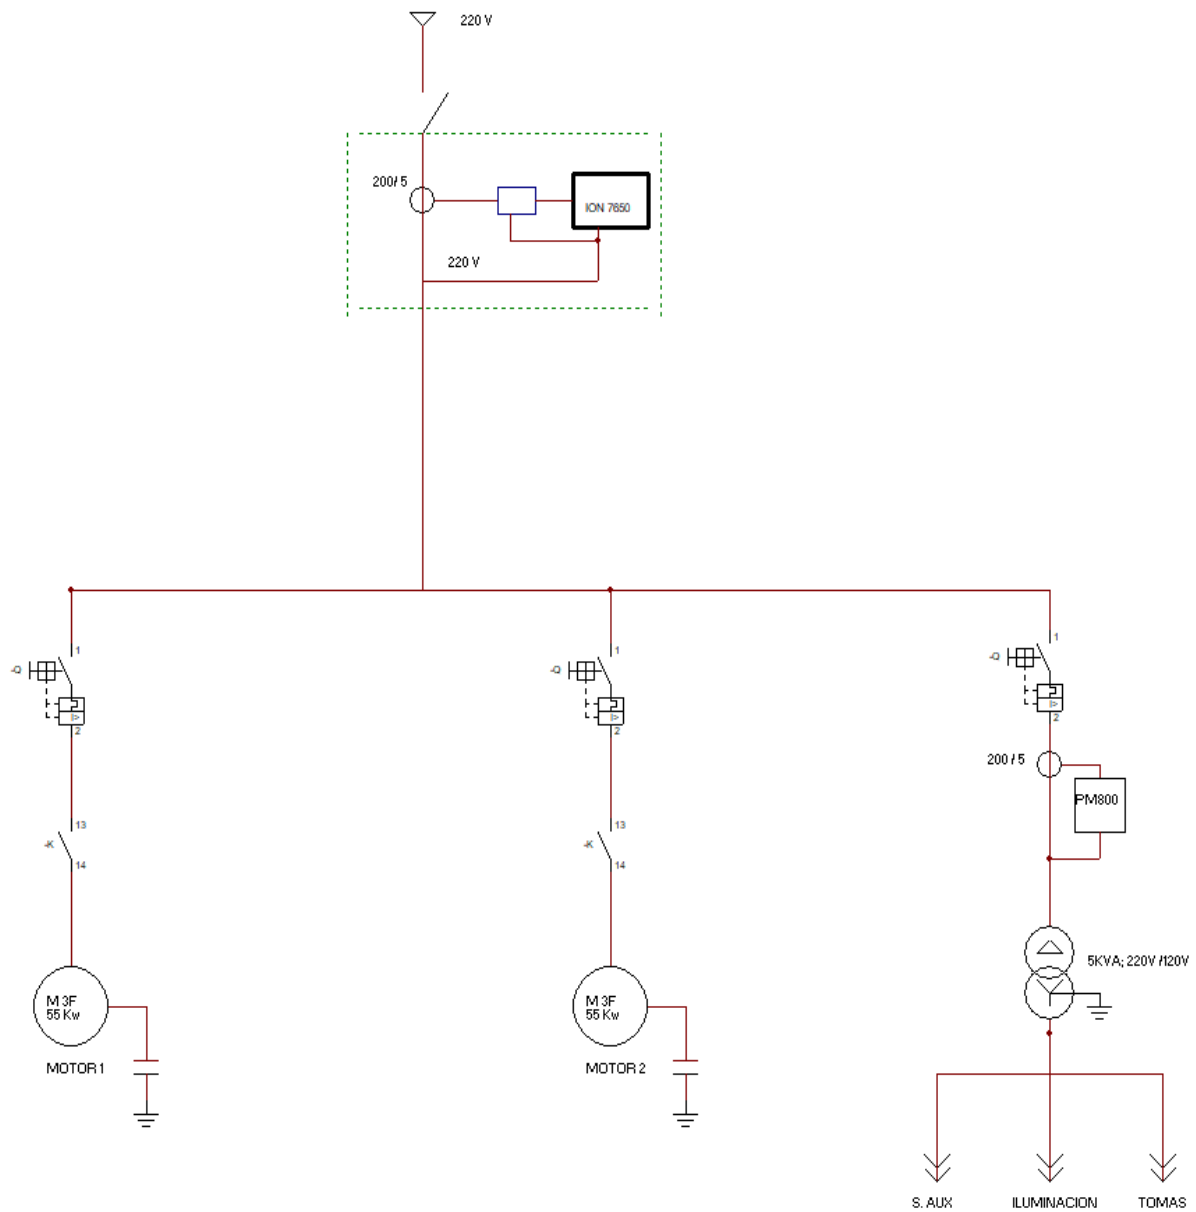 220 V
200/ 5
ION 7650
220 V
1
-Q
I>
2
1
-Q
I>
2
1
-Q
I>
2
200 / 5
PM800
13
-K
14
13
-K
14
5KVA; 220V /120V
M 3F
55 Kw
MOTOR 1
M 3F
55 Kw
MOTOR 2
S. AUX
ILUMINACION
TOMAS